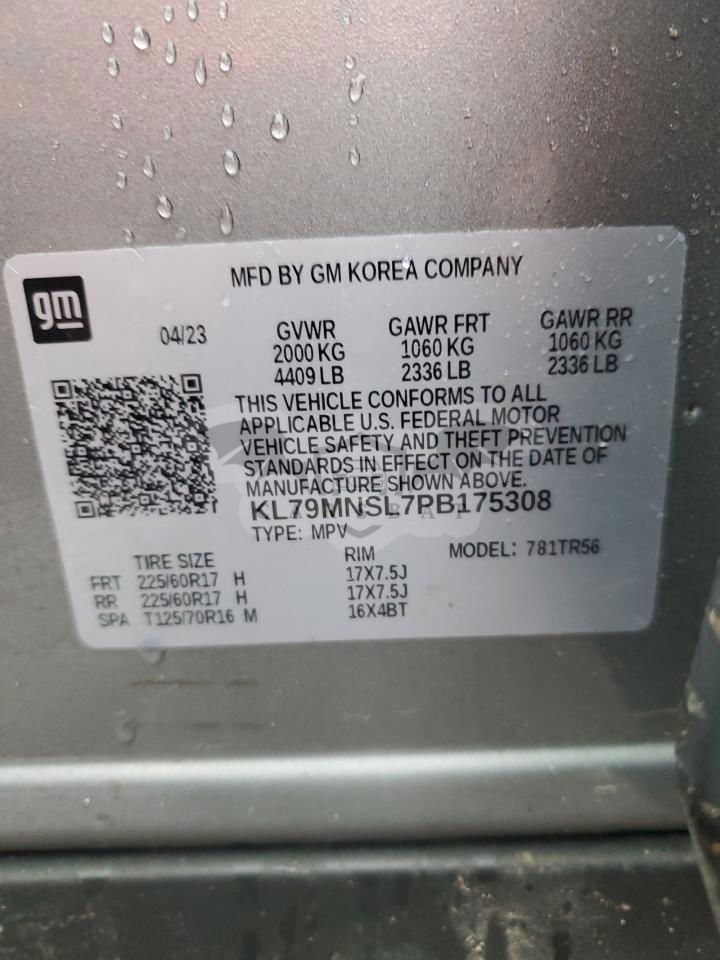 MFD BY GM KOREA COMPANY
gm
04/23
GVWR GAWR FRT GAWR RR
2000 KG 1060 KG 1060 KG
4409 LB 2336 LB 2336 LB
THIS VEHICLE CONFORMS TO ALL
APPLICABLE U.S. FEDERAL MOTOR
VEHICLE SAFETY AND THEFT PREVENTION
STANDARDS IN EFFECT ON THE DATE OF
MANUFACTURE SHOWN ABOVE.
KL79MNSL7PB175308
TYPE: MPV
MODEL: 781TR56
TIRE SIZE RIM
FRT 225/60R17 H 17X7.5J
RR 225/60R17 H 17X7.5J
SPA T125/70R16 M 16X4BT